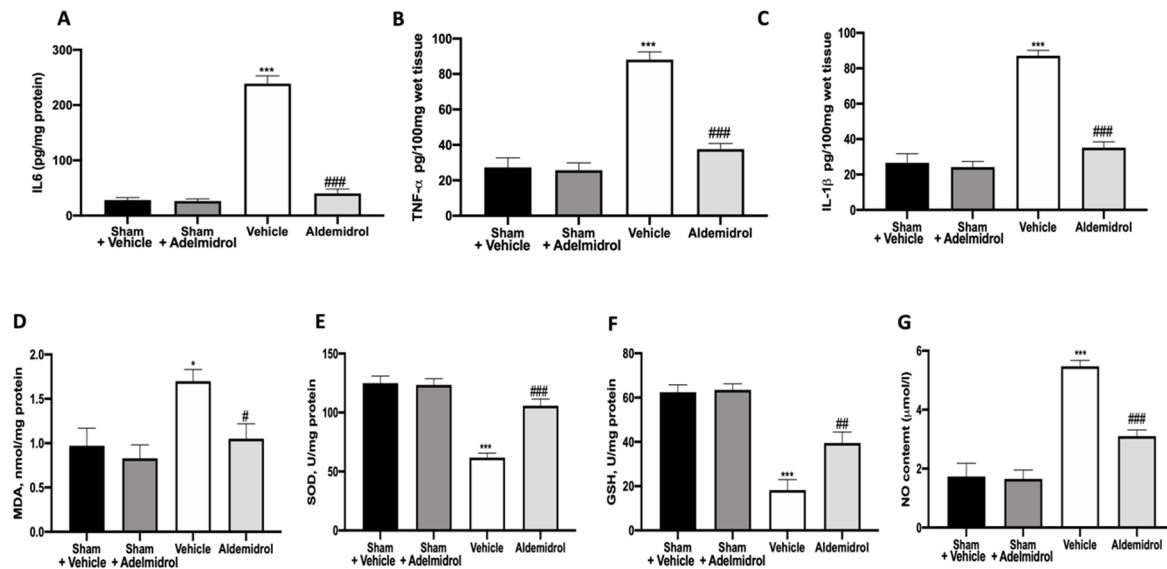 A
IL6 (pg/mg protein)
300
200
100
0
***
###
Sham + Vehicle
Sham + Adelmidrol
Vehicle
Aldemidrol
B
TNF-α pg/100mg wet tissue
100
80
60
40
20
0
***
###
Sham + Vehicle
Sham + Adelmidrol
Vehicle
Aldemidrol
C
IL-1β pg/100mg wet tissue
100
80
60
40
20
0
***
###
Sham + Vehicle
Sham + Adelmidrol
Vehicle
Aldemidrol
D
MDA, nmol/mg protein
2.0
1.5
1.0
0.5
0.0
*
#
Sham + Vehicle
Sham + Adelmidrol
Vehicle
Aldemidrol
E
SOD, U/mg protein
150
100
50
0
***
###
Sham + Vehicle
Sham + Adelmidrol
Vehicle
Aldemidrol
F
GSH, U/mg protein
80
60
40
20
0
***
##
Sham + Vehicle
Sham + Adelmidrol
Vehicle
Aldemidrol
G
NO contemt (μmol/l)
6
4
2
0
***
###
Sham + Vehicle
Sham + Adelmidrol
Vehicle
Aldemidrol